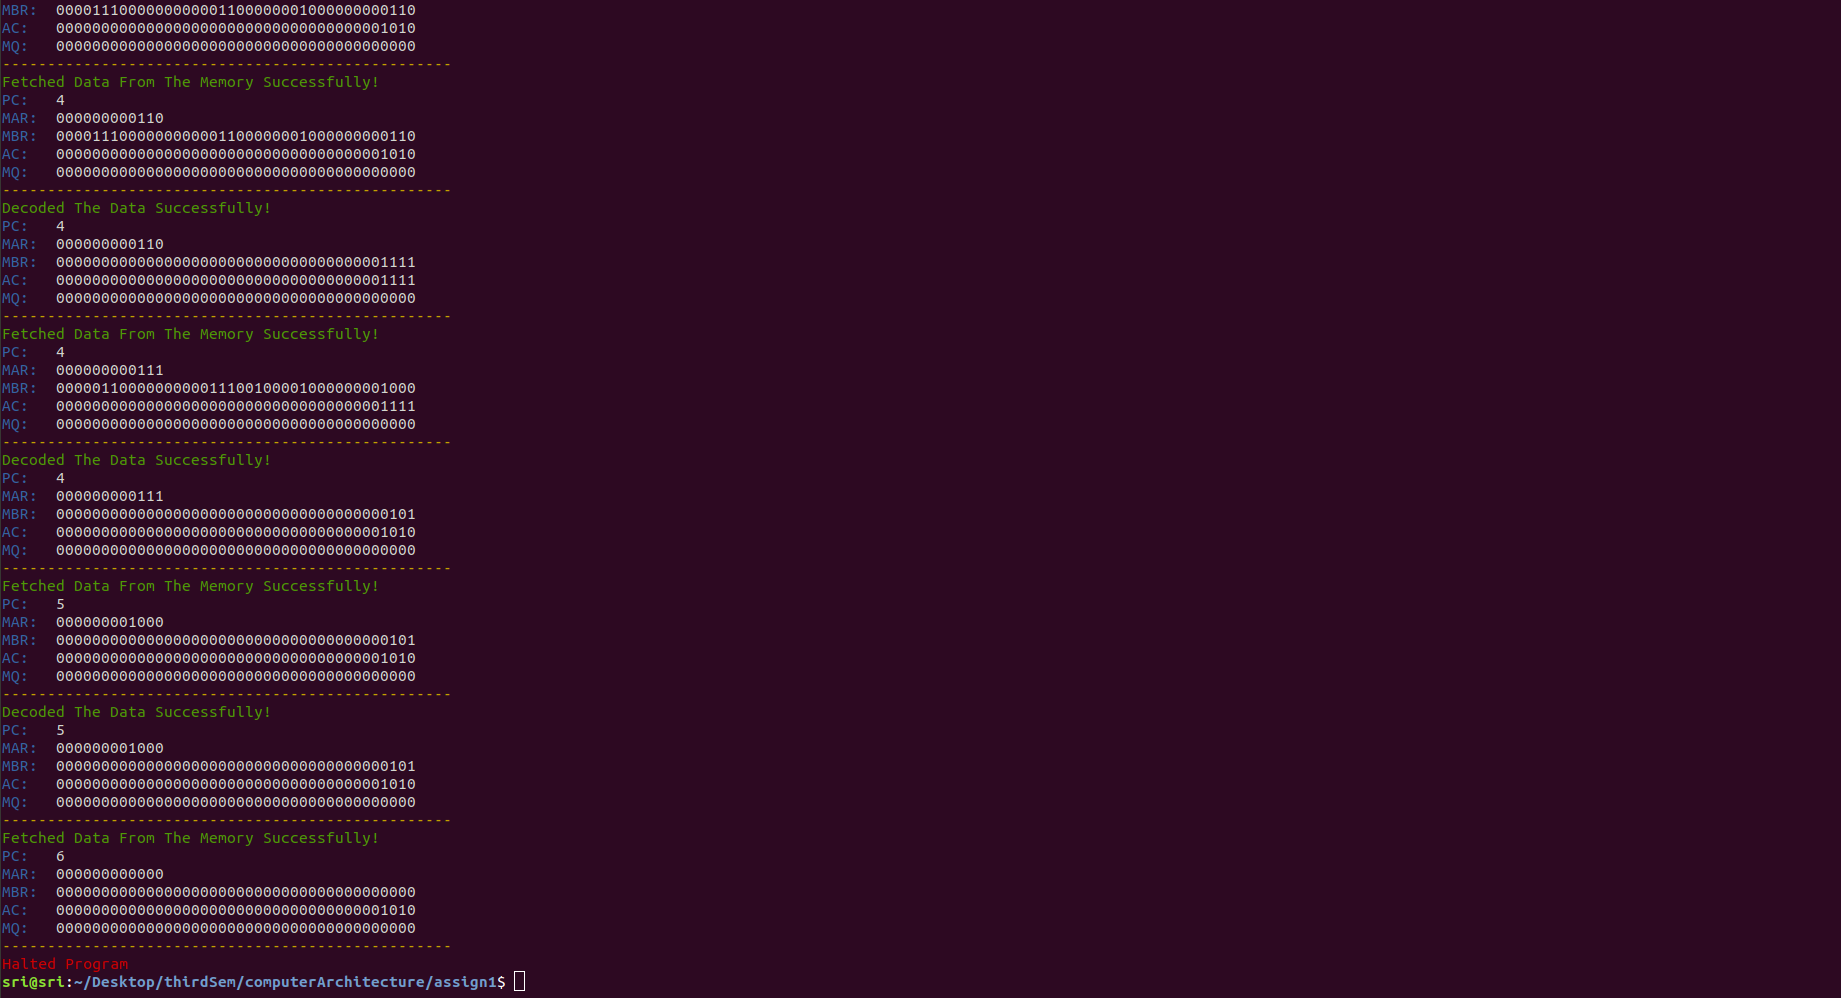 MBR: 0000111000000000011000000001000000000110
AC: 0000000000000000000000000000000000001010
MQ: 0000000000000000000000000000000000000000
--------------------------------------------------
Fetched Data From The Memory Successfully!
PC: 4
MAR: 000000000110
MBR: 0000111000000000011000000001000000000110
AC: 0000000000000000000000000000000000001010
MQ: 0000000000000000000000000000000000000000
--------------------------------------------------
Decoded The Data Successfully!
PC: 4
MAR: 000000000110
MBR: 0000000000000000000000000000000000001111
AC: 0000000000000000000000000000000000001111
MQ: 0000000000000000000000000000000000000000
--------------------------------------------------
Fetched Data From The Memory Successfully!
PC: 4
MAR: 000000000111
MBR: 0000011000000000011100100001000000001000
AC: 0000000000000000000000000000000000001111
MQ: 0000000000000000000000000000000000000000
--------------------------------------------------
Decoded The Data Successfully!
PC: 4
MAR: 000000000111
MBR: 0000000000000000000000000000000000000101
AC: 0000000000000000000000000000000000001010
MQ: 0000000000000000000000000000000000000000
--------------------------------------------------
Fetched Data From The Memory Successfully!
PC: 5
MAR: 000000001000
MBR: 0000000000000000000000000000000000000101
AC: 0000000000000000000000000000000000001010
MQ: 0000000000000000000000000000000000000000
--------------------------------------------------
Decoded The Data Successfully!
PC: 5
MAR: 000000001000
MBR: 0000000000000000000000000000000000000101
AC: 0000000000000000000000000000000000001010
MQ: 0000000000000000000000000000000000000000
--------------------------------------------------
Fetched Data From The Memory Successfully!
PC: 6
MAR: 000000000000
MBR: 0000000000000000000000000000000000000000
AC: 0000000000000000000000000000000000001010
MQ: 0000000000000000000000000000000000000000
--------------------------------------------------
Halted Program
sri@sri:~/Desktop/thirdSem/computerArchitecture/assign1$